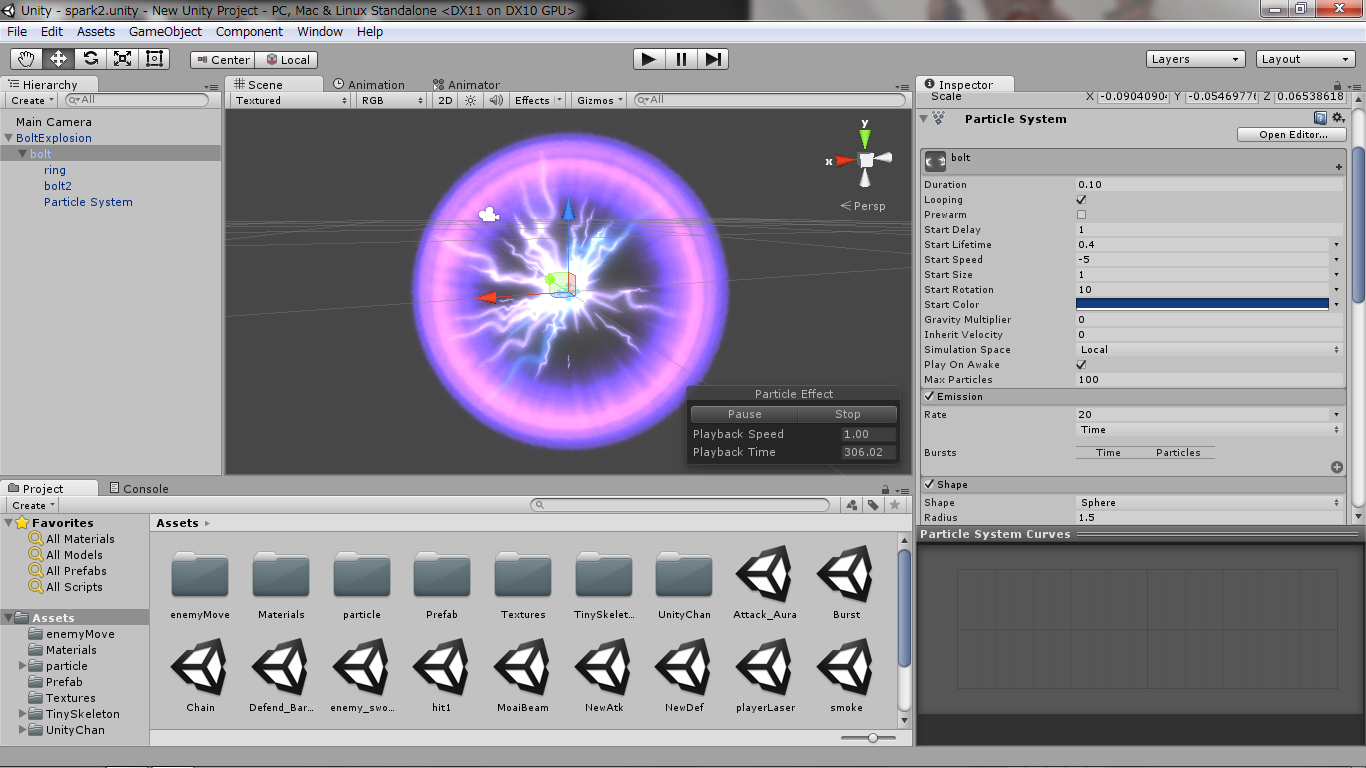 Unity - spark2.unity - New Unity Project - PC, Mac & Linux Standalone <DX11 on DX10 GPU>
File Edit Assets GameObject Component Window Help
Center Local Layers Layout
Hierarchy
Create All
Main Camera
BoltExplosion
bolt
ring
bolt2
Particle System
Scene Animation Animator
Textured RGB 2D Effects Gizmos All
y
x
Persp
Particle Effect
Pause Stop
Playback Speed 1.00
Playback Time 306.02
Inspector
Scale X -0.0904090 Y -0.0546977 Z 0.06538618
Particle System
Open Editor...
bolt
Duration 0.10
Looping
Prewarm
Start Delay 1
Start Lifetime 0.4
Start Speed -5
Start Size 1
Start Rotation 10
Start Color
Gravity Multiplier 0
Inherit Velocity 0
Simulation Space Local
Play On Awake
Max Particles 100
Emission
Rate 20
Time
Bursts Time Particles
Shape
Shape Sphere
Radius 1.5
Particle System Curves
Project Console
Create
Favorites
All Materials
All Models
All Prefabs
All Scripts
Assets
enemyMove
Materials
particle
Prefab
Textures
TinySkeleton
UnityChan
Assets
enemyMove Materials particle Prefab Textures TinySkelet... UnityChan Attack_Aura Burst
Chain Defend_Bar... enemy_swo... hit1 MoaiBeam NewAtk NewDef playerLaser smoke